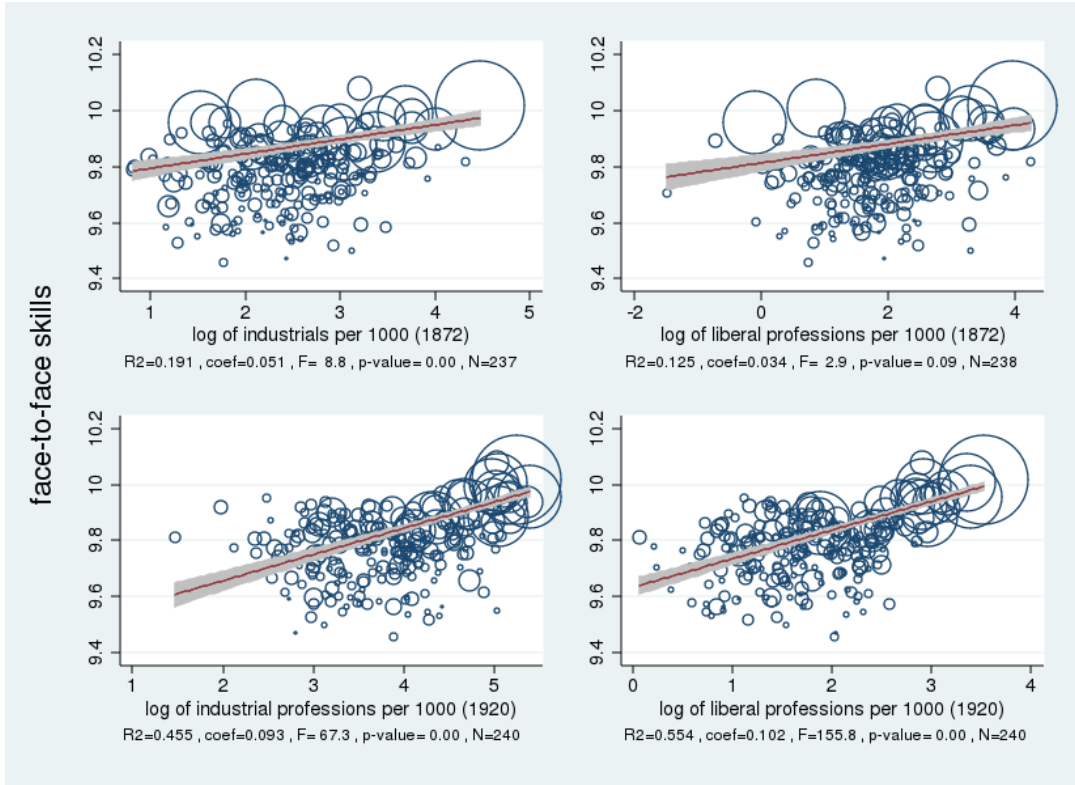 face-to-face skills
10.2
10
9.8
9.6
9.4
1 2 3 4 5
log of industrials per 1000 (1872)
R2=0.191 , coef=0.051 , F=  8.8 , p-value= 0.00 , N=237
10.2
10
9.8
9.6
9.4
-2 0 2 4
log of liberal professions per 1000 (1872)
R2=0.125 , coef=0.034 , F=  2.9 , p-value= 0.09 , N=238
10.2
10
9.8
9.6
9.4
1 2 3 4 5
log of industrial professions per 1000 (1920)
R2=0.455 , coef=0.093 , F= 67.3 , p-value= 0.00 , N=240
10.2
10
9.8
9.6
9.4
0 1 2 3 4
log of liberal professions per 1000 (1920)
R2=0.554 , coef=0.102 , F=155.8 , p-value= 0.00 , N=240